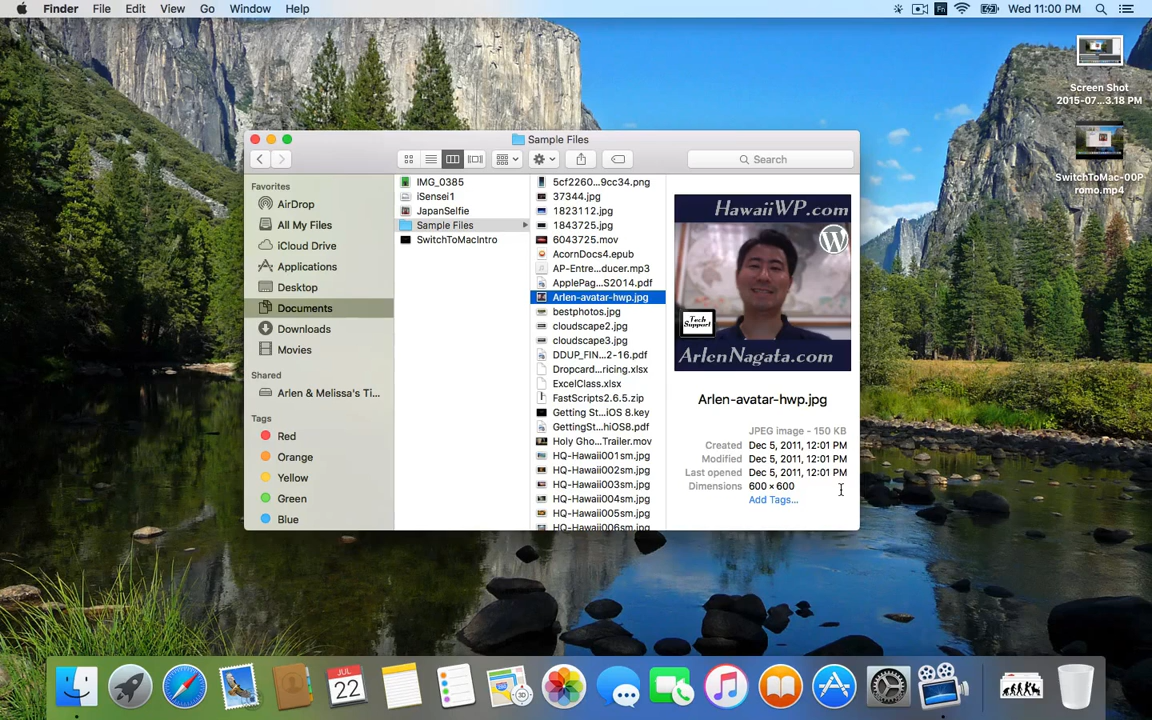 Finder File Edit View Go Window Help
Wed 11:00 PM
Screen Shot
2015-07...3.18 PM
SwitchToMac-00P
romo.mp4
Sample Files
Search
Favorites
AirDrop
All My Files
iCloud Drive
Applications
Desktop
Documents
Downloads
Movies
Shared
Arlen & Melissa's Ti...
Tags
Red
Orange
Yellow
Green
Blue
IMG_0385
iSensei1
JapanSelfie
Sample Files
SwitchToMacIntro
5cf2260...9cc34.png
37344.jpg
1823112.jpg
1843725.jpg
6043725.mov
AcornDocs4.epub
AP-Entre...ducer.mp3
ApplePag...S2014.pdf
Arlen-avatar-hwp.jpg
bestphotos.jpg
cloudscape2.jpg
cloudscape3.jpg
DDUP_FIN...2-16.pdf
Dropcard...ricing.xlsx
ExcelClass.xlsx
FastScripts2.6.5.zip
Getting St...iOS 8.key
GettingSt...hiOS8.pdf
Holy Gho...Trailer.mov
HQ-Hawaii001sm.jpg
HQ-Hawaii002sm.jpg
HQ-Hawaii003sm.jpg
HQ-Hawaii004sm.jpg
HQ-Hawaii005sm.jpg
HQ-Hawaii006sm.jpg
HawaiiWP.com
Tech
Support
ArlenNagata.com
Arlen-avatar-hwp.jpg
JPEG image - 150 KB
Created Dec 5, 2011, 12:01 PM
Modified Dec 5, 2011, 12:01 PM
Last opened Dec 5, 2011, 12:01 PM
Dimensions 600 × 600
Add Tags...
JUL
22
3D